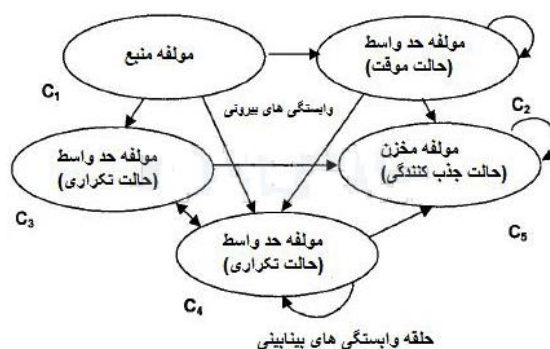 مولفه منبع
مولفه حد واسط
(حالت موقت)
C1
وابستگی های بیرونی
C2
مولفه حد واسط
(حالت تکراری)
مولفه مخزن
(حالت جذب کنندگی)
C3
C5
مولفه حد واسط
(حالت تکراری)
C4
حلقه وابستگی های بینابینی